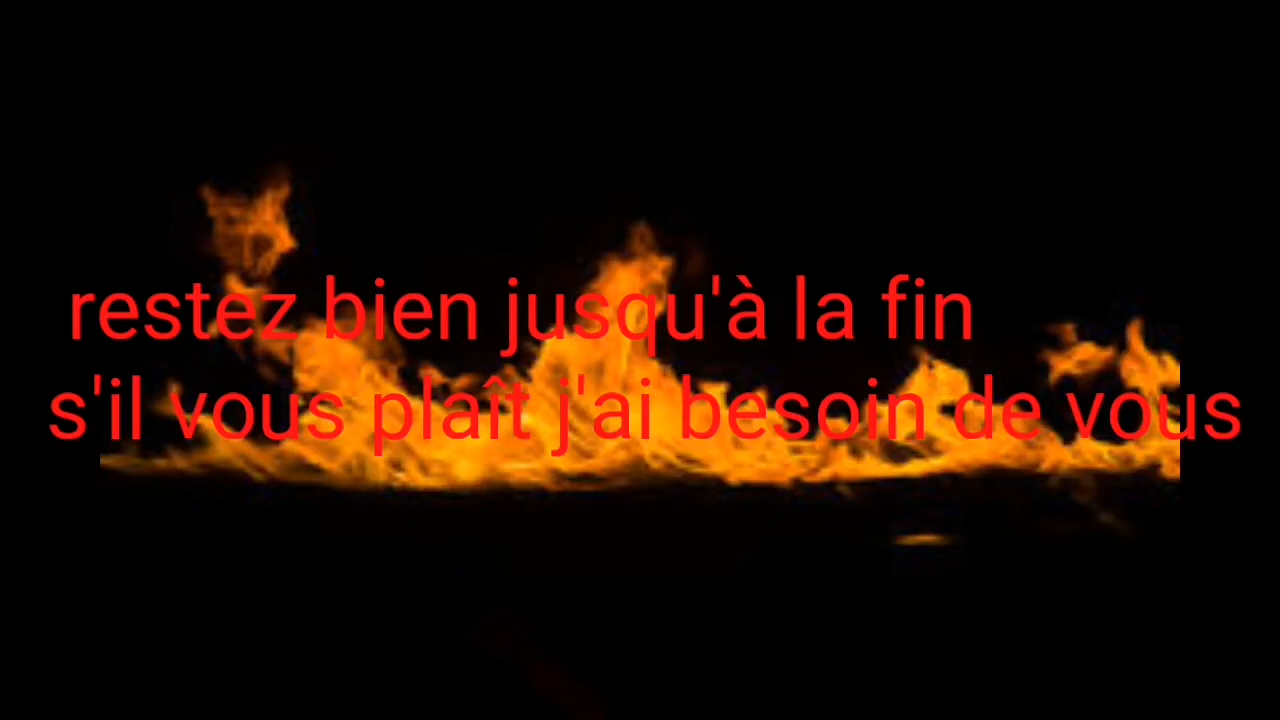 restez bien jusqu'à la fin
s'il vous plaît j'ai besoin de vous